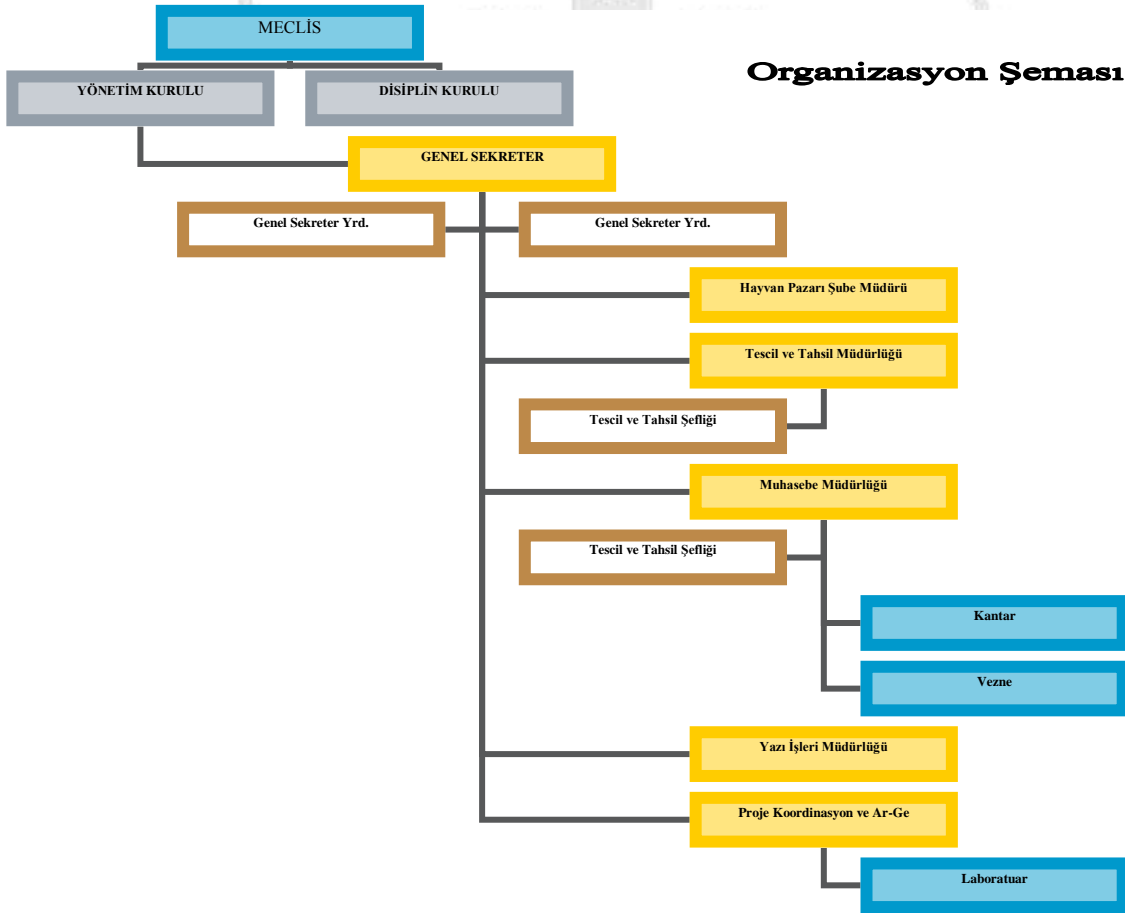 MECLİS
Organizasyon Şeması
YÖNETİM KURULU
DİSİPLİN KURULU
GENEL SEKRETER
Genel Sekreter Yrd.
Genel Sekreter Yrd.
Hayvan Pazarı Şube Müdürü
Tescil ve Tahsil Müdürlüğü
Tescil ve Tahsil Şefliği
Muhasebe Müdürlüğü
Tescil ve Tahsil Şefliği
Kantar
Vezne
Yazı İşleri Müdürlüğü
Proje Koordinasyon ve Ar-Ge
Laboratuar